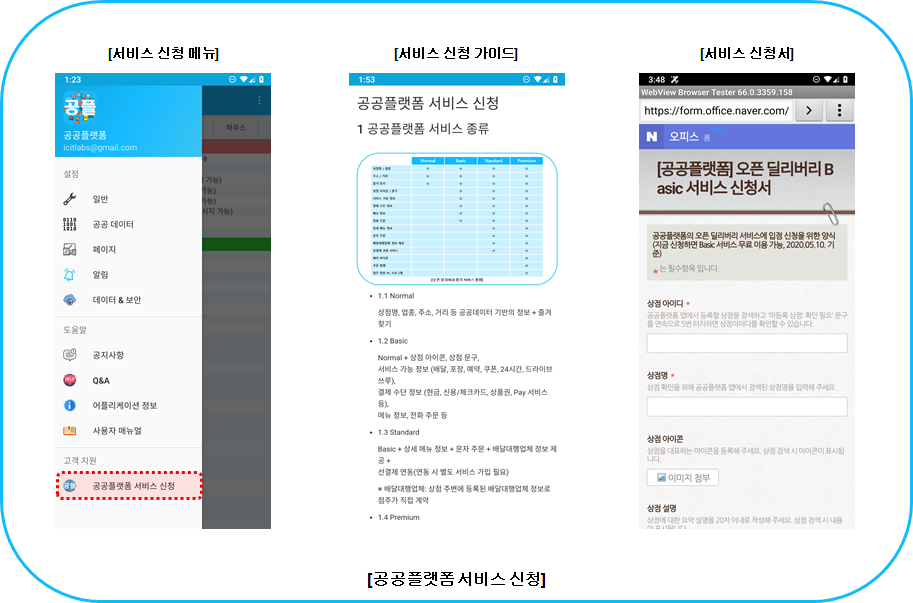 [서비스 신청 메뉴]
1:23
공플
공공플랫폼
icitlabs@gmail.com
하우스
설정
일반
공공 데이터
페이지
알림
데이터 & 보안
도움말
공지사항
Q&A
어플리케이션 정보
사용자 매뉴얼
고객 지원
공공플랫폼 서비스 신청
가능)
가능)
시지 가능)
[서비스 신청 가이드]
1:53
공공플랫폼 서비스 신청
1 공공플랫폼 서비스 종류
Normal Basic Standard Premium
• 1.1 Normal
상점명, 업종, 주소, 거리 등 공공데이터 기반의 정보 + 즐겨
찾기
• 1.2 Basic
Normal + 상점 아이콘, 상점 문구,
서비스 가능 정보 (배달, 포장, 예약, 쿠폰, 24시간, 드라이브
쓰루),
결제 수단 정보 (현금, 신용/체크카드, 상품권, Pay 서비스
등),
메뉴 정보, 전화 주문 등
• 1.3 Standard
Basic + 상세 메뉴 정보 + 문자 주문 + 배달대행업체 정보 제
공 +
선결제 연동(연동 시 별도 서비스 가입 필요)
※ 배달대행업체: 상점 주변에 등록된 배달대행업체 정보로
점주가 직접 계약
• 1.4 Premium
[서비스 신청서]
3:48
WebView Browser Tester 66.0.3359.158
https://form.office.naver.com/
N 오피스 폼
[공공플랫폼] 오픈 딜리버리 B
asic 서비스 신청서
공공플랫폼의 오픈 딜리버리 서비스에 입점 신청을 위한 양식
(지금 신청하면 Basic 서비스 무료 이용 가능, 2020.05.10. 기
준)
* 는 필수항목 입니다.
상점 아이디 *
공공플랫폼 앱에서 등록할 상점을 검색하고 '미등록 상점: 확인 필요' 문구
를 연속으로 5번 터치하면 상점아이디를 확인할 수 있습니다.
상점명 *
상점 확인을 위해 공공플랫폼 앱에서 검색된 상점명을 입력해 주세요.
상점 아이콘
상점을 대표하는 아이콘을 등록해 주세요. 상점 검색 시 아이콘이 표시됩
니다.
이미지 첨부
상점 설명
상점에 대한 요약 설명을 20자 이내로 작성해 주세요. 상점 검색 시 내용
이 표시됩니다.
[공공플랫폼 서비스 신청]